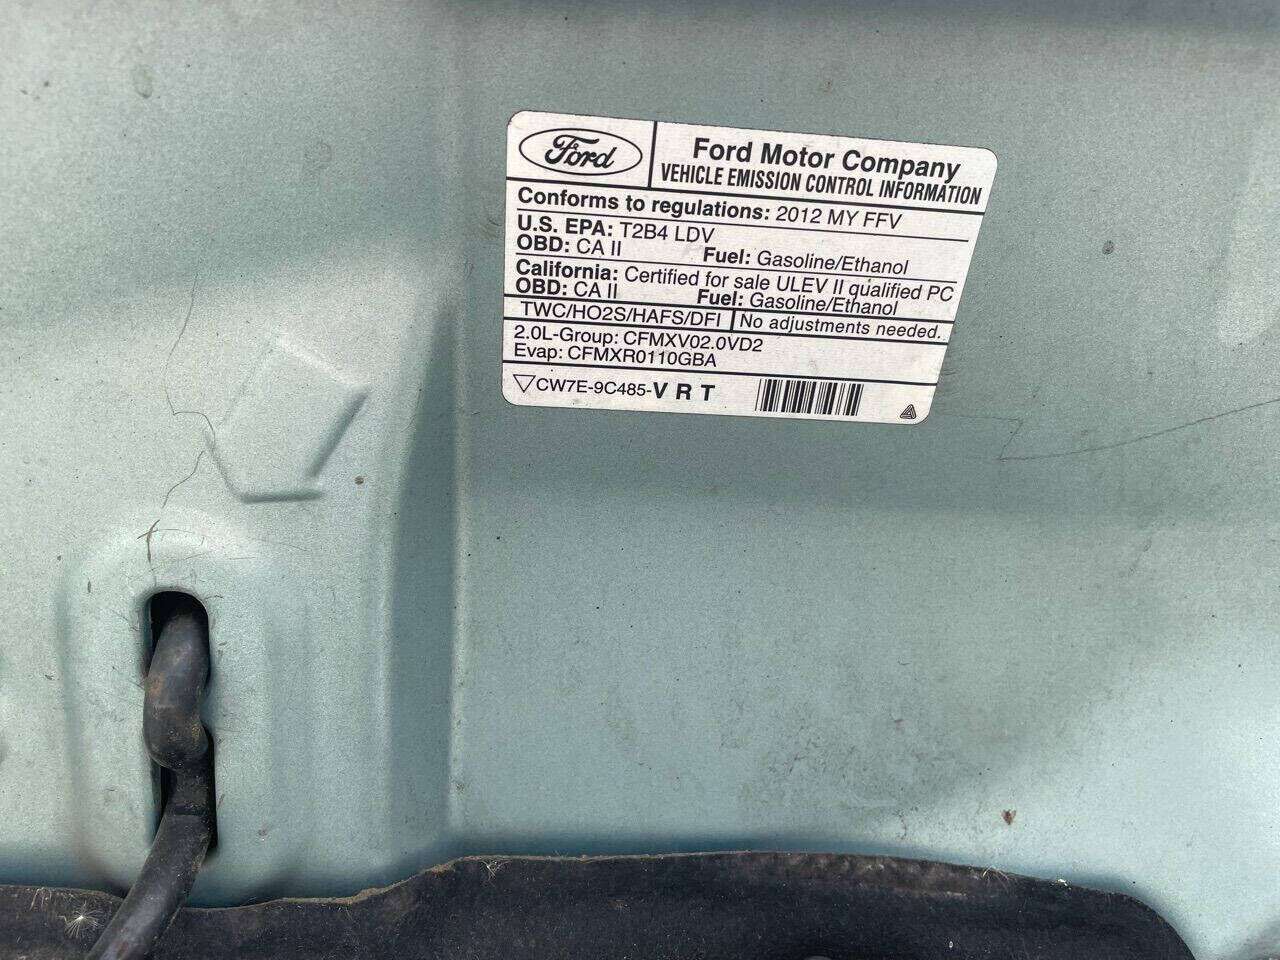 Ford
Ford Motor Company
VEHICLE EMISSION CONTROL INFORMATION
Conforms to regulations: 2012 MY FFV
U.S. EPA: T2B4 LDV
OBD: CA II Fuel: Gasoline/Ethanol
California: Certified for sale ULEV II qualified PC
OBD: CA II Fuel: Gasoline/Ethanol
TWC/HO2S/HAFS/DFI No adjustments needed.
2.0L-Group: CFMXV02.0VD2
Evap: CFMXR0110GBA
CW7E-9C485-V R T